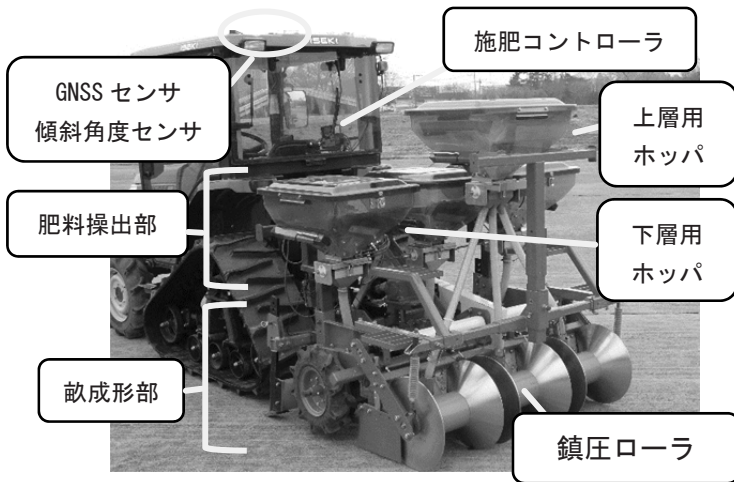 ISEKI
施肥コントローラ
GNSS センサ
傾斜角度センサ
上層用
ホッパ
肥料操出部
下層用
ホッパ
畝成形部
鎮圧ローラ